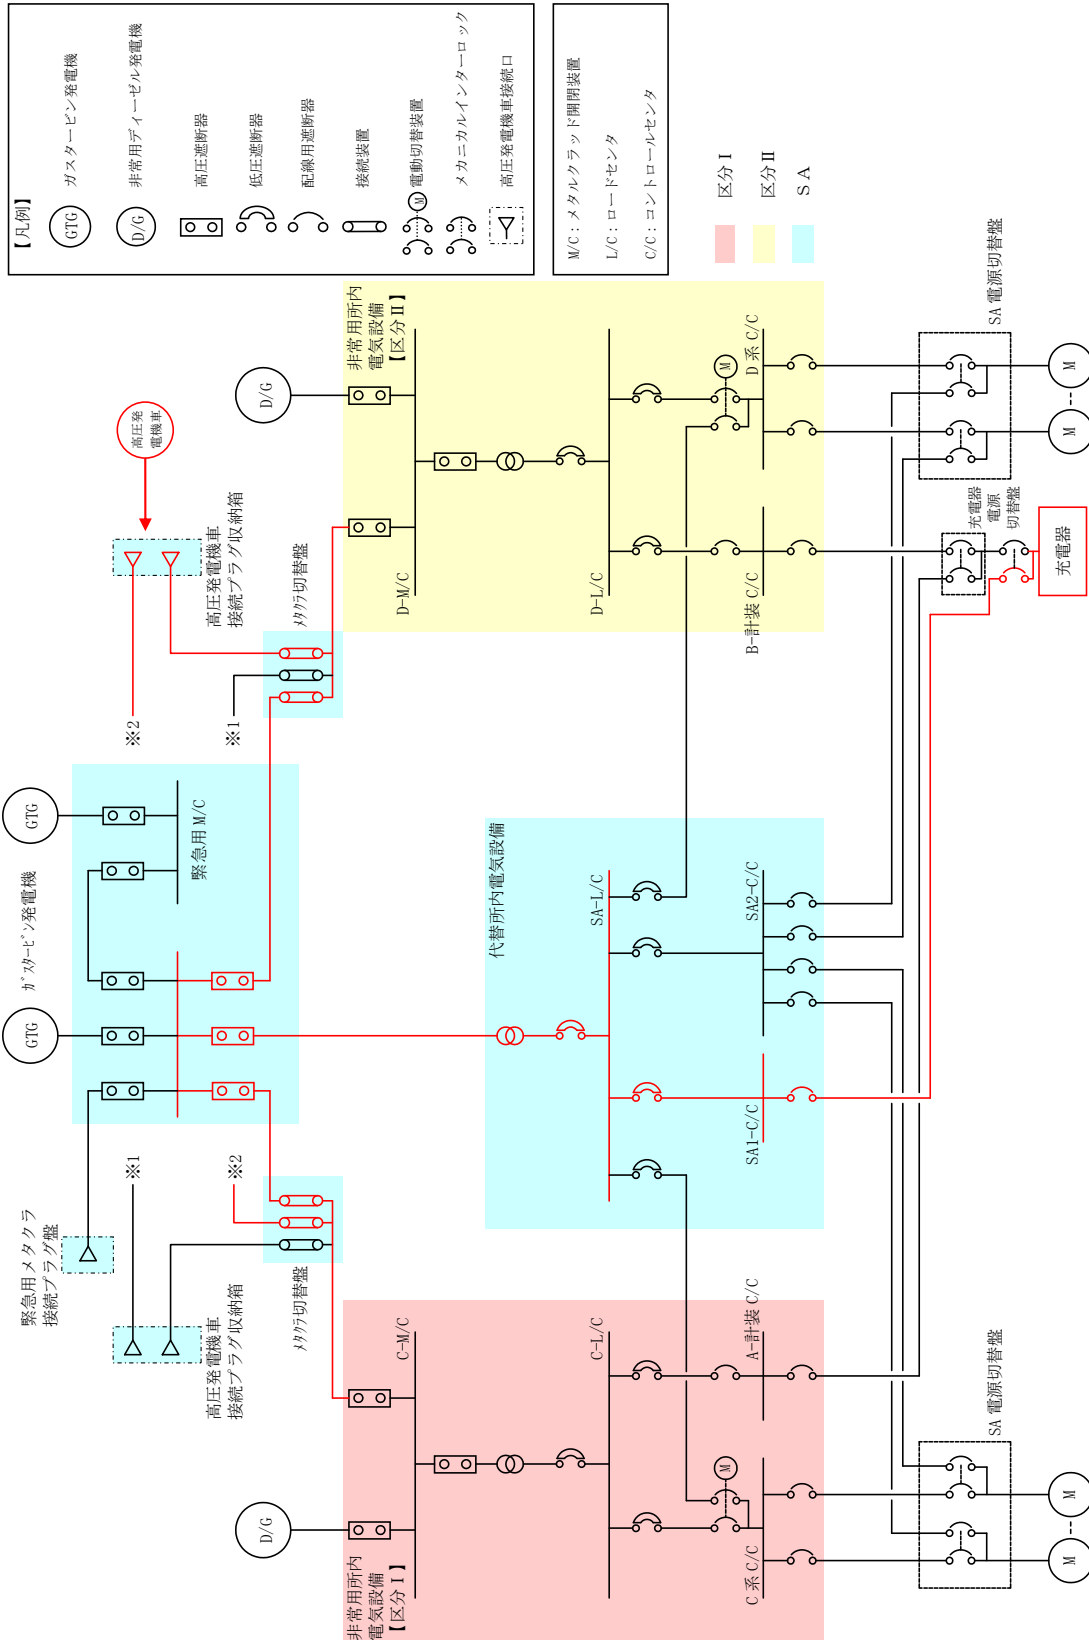 【凡例】
GTG
ガスタービン発電機
D/G
非常用ディーゼル発電機
高圧遮断器
低圧遮断器
配線用遮断器
接続装置
M
電動切替装置
メカニカルインターロック
高圧発電機車接続口
M/C：メタルクラッド開閉装置
L/C：ロードセンタ
C/C：コントロールセンタ
区分Ⅰ
区分Ⅱ
ＳＡ
緊急用メタクラ
接続プラグ盤
GTG
ｶﾞｽﾀｰﾋﾞﾝ発電機
GTG
緊急用 M/C
高圧発
電機車
高圧発電機車
接続プラグ収納箱
※1
※2
高圧発電機車
接続プラグ収納箱
※2
※1
ﾒﾀｸﾗ切替盤
ﾒﾀｸﾗ切替盤
D/G
非常用所内
電気設備
【区分Ⅰ】
C-M/C
C-L/C
C 系 C/C
M
A-計装 C/C
代替所内電気設備
SA-L/C
SA1-C/C
SA2-C/C
D/G
非常用所内
電気設備
【区分Ⅱ】
D-M/C
D-L/C
B-計装 C/C
M
D 系 C/C
SA 電源切替盤
M
M
充電器
電源
切替盤
充電器
SA 電源切替盤
M
M